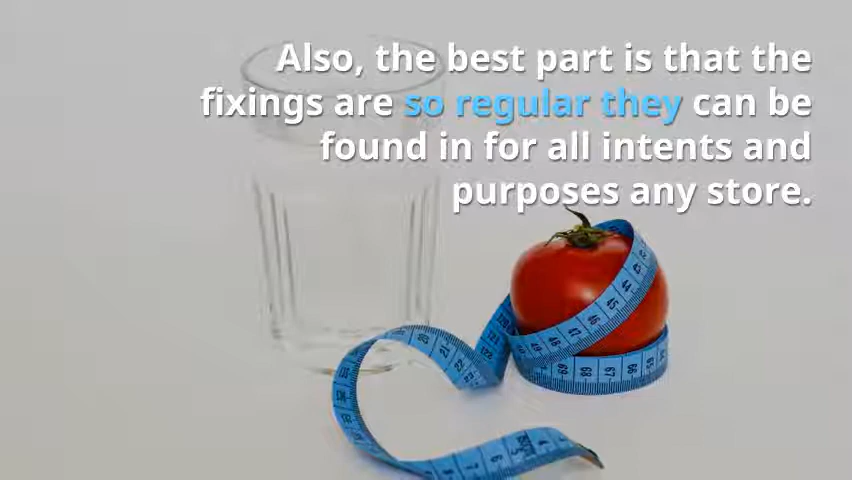 Also, the best part is that the
fixings are so regular they can be
found in for all intents and
purposes any store.